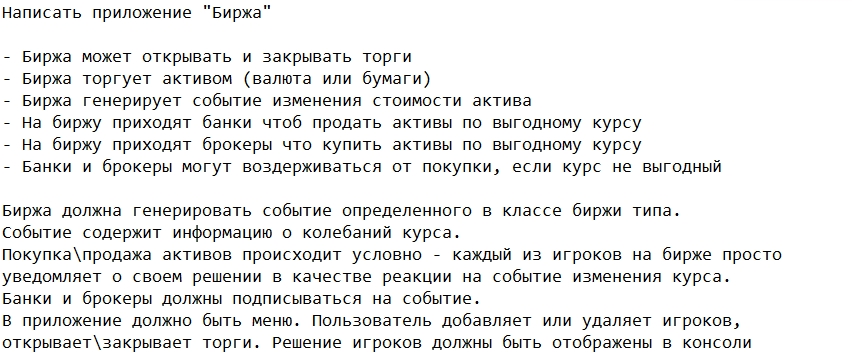 Написать приложение "Биржа"
- Биржа может открывать и закрывать торги
- Биржа торгует активом (валюта или бумаги)
- Биржа генерирует событие изменения стоимости актива
- На биржу приходят банки чтоб продать активы по выгодному курсу
- На биржу приходят брокеры что купить активы по выгодному курсу
- Банки и брокеры могут воздерживаться от покупки, если курс не выгодный
Биржа должна генерировать событие определенного в классе биржи типа.
Событие содержит информацию о колебаний курса.
Покупка\продажа активов происходит условно - каждый из игроков на бирже просто
уведомляет о своем решении в качестве реакции на событие изменения курса.
Банки и брокеры должны подписываться на событие.
В приложение должно быть меню. Пользователь добавляет или удаляет игроков,
открывает\закрывает торги. Решение игроков должны быть отображены в консоли